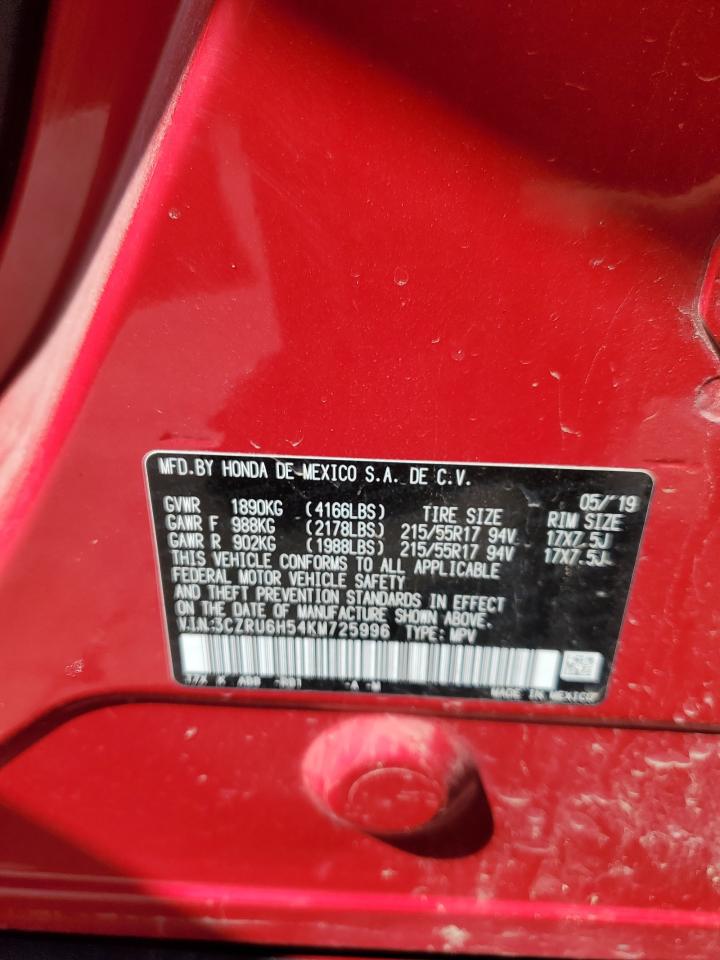 MFD.BY HONDA DE MEXICO S.A. DE C.V.
05/'19
GVWR 1890KG (4166LBS) TIRE SIZE RIM SIZE
GAWR F 988KG (2178LBS) 215/55R17 94V 17X7.5J
GAWR R 902KG (1988LBS) 215/55R17 94V 17X7.5J
THIS VEHICLE CONFORMS TO ALL APPLICABLE
FEDERAL MOTOR VEHICLE SAFETY
AND THEFT PREVENTION STANDARDS IN EFFECT
ON THE DATE OF MANUFACTURE SHOWN ABOVE.
V.I.N.:3CZRU6H54KM725996 TYPE: MPV
MADE IN MEXICO